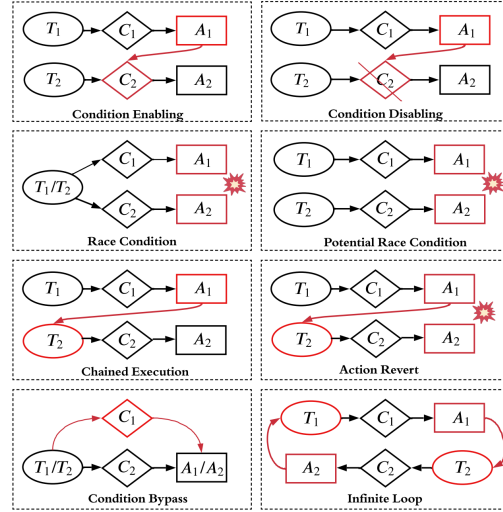 T₁ C₁ A₁
T₂ C₂ A₂
Condition Enabling
T₁ C₁ A₁
T₂ C₂ A₂
Condition Disabling
C₁ A₁
T₁/T₂
C₂ A₂
Race Condition
T₁ C₁ A₁
T₂ C₂ A₂
Potential Race Condition
T₁ C₁ A₁
T₂ C₂ A₂
Chained Execution
T₁ C₁ A₁
T₂ C₂ A₂
Action Revert
C₁
T₁/T₂ C₂ A₁/A₂
Condition Bypass
T₁ C₁ A₁
A₂ C₂ T₂
Infinite Loop